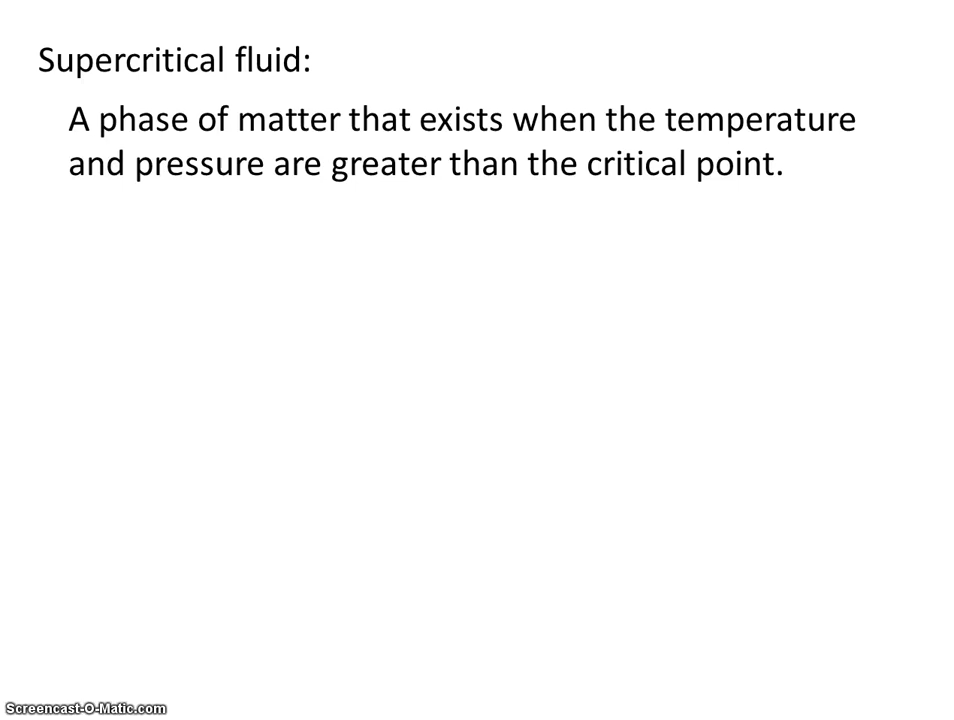 Supercritical fluid:
A phase of matter that exists when the temperature
and pressure are greater than the critical point.
Screencast-O-Matic.com